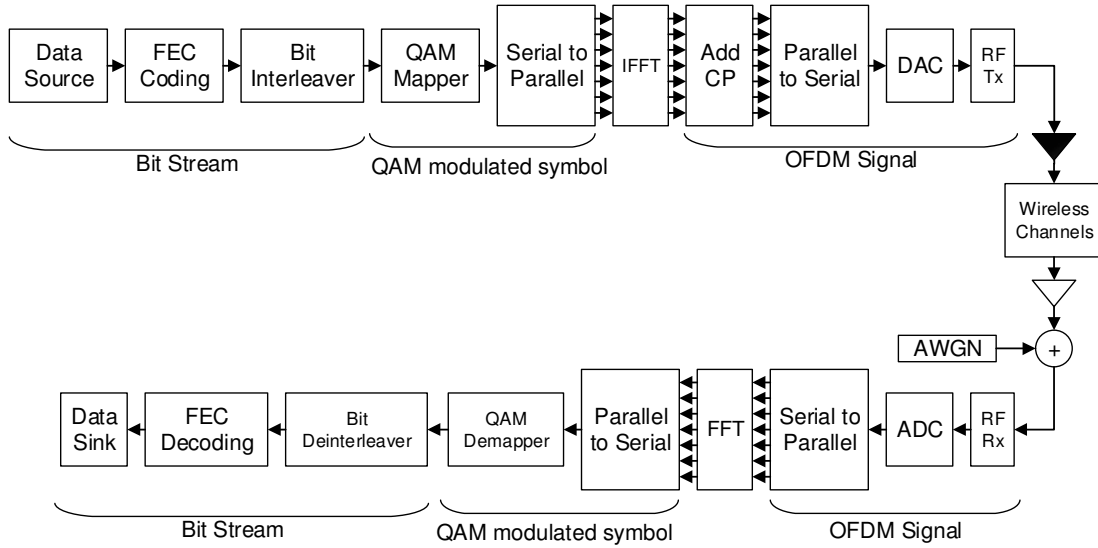 Data
Source
FEC
Coding
Bit
Interleaver
QAM
Mapper
Serial to
Parallel
IFFT
Add
CP
Parallel
to Serial
DAC
RF
Tx
Bit Stream
QAM modulated symbol
OFDM Signal
Wireless
Channels
AWGN
+
Data
Sink
FEC
Decoding
Bit
Deinterleaver
QAM
Demapper
Parallel
to Serial
FFT
Serial to
Parallel
ADC
RF
Rx
Bit Stream
QAM modulated symbol
OFDM Signal